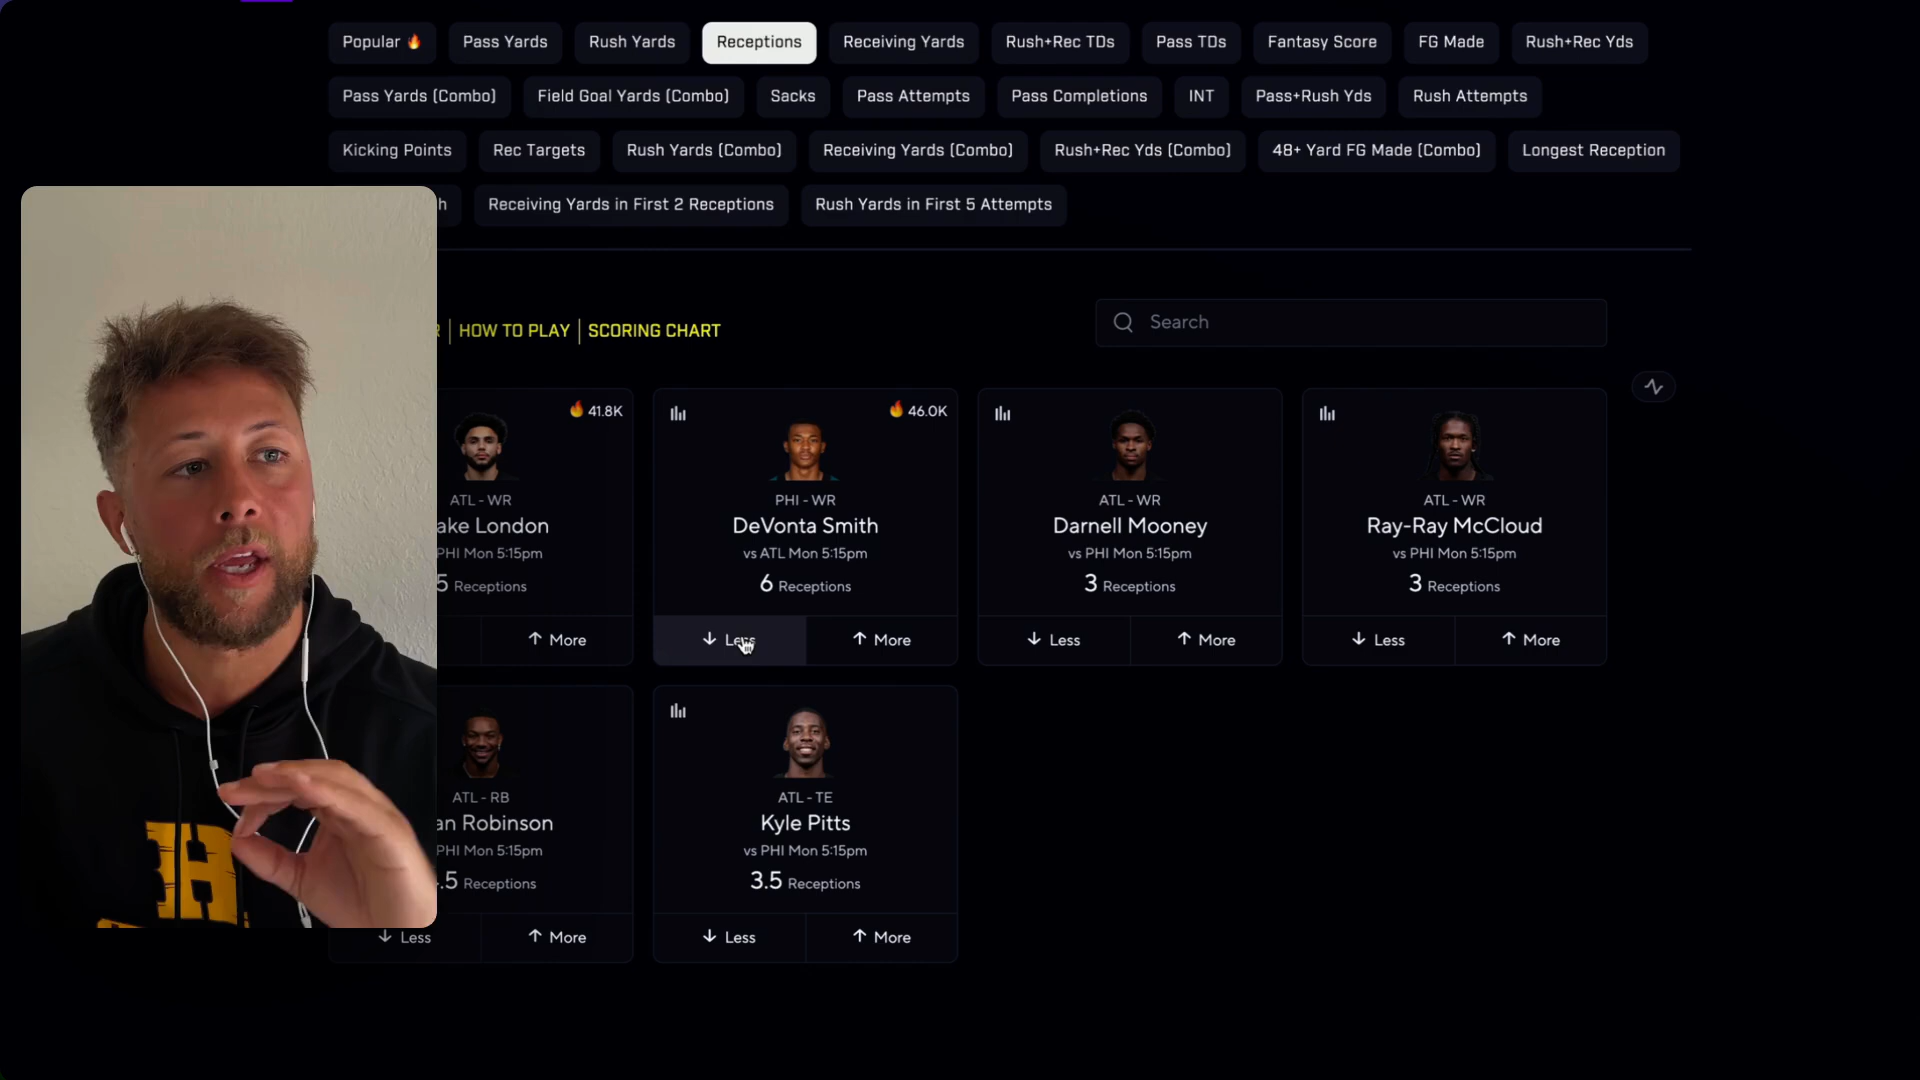 Popular 🔥 Pass Yards Rush Yards Receptions Receiving Yards Rush+Rec TDs Pass TDs Fantasy Score FG Made Rush+Rec Yds
Pass Yards (Combo) Field Goal Yards (Combo) Sacks Pass Attempts Pass Completions INT Pass+Rush Yds Rush Attempts
Kicking Points Rec Targets Rush Yards (Combo) Receiving Yards (Combo) Rush+Rec Yds (Combo) 48+ Yard FG Made (Combo) Longest Reception
h Receiving Yards in First 2 Receptions Rush Yards in First 5 Attempts
HOW TO PLAY SCORING CHART
Search
41.8K
ATL - WR
ake London
PHI Mon 5:15pm
5 Receptions
More
46.0K
PHI - WR
DeVonta Smith
vs ATL Mon 5:15pm
6 Receptions
Less More
ATL - WR
Darnell Mooney
vs PHI Mon 5:15pm
3 Receptions
Less More
ATL - WR
Ray-Ray McCloud
vs PHI Mon 5:15pm
3 Receptions
Less More
ATL - RB
an Robinson
PHI Mon 5:15pm
.5 Receptions
Less More
ATL - TE
Kyle Pitts
vs PHI Mon 5:15pm
3.5 Receptions
Less More